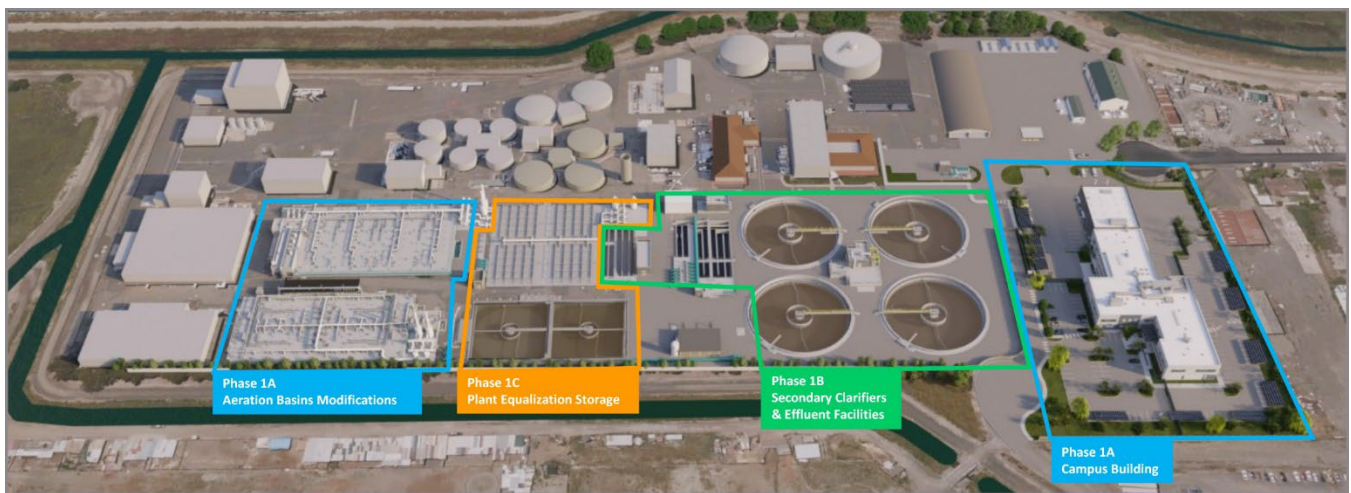 Phase 1A
Aeration Basins Modifications
Phase 1C
Plant Equalization Storage
Phase 1B
Secondary Clarifiers
& Effluent Facilities
Phase 1A
Campus Building